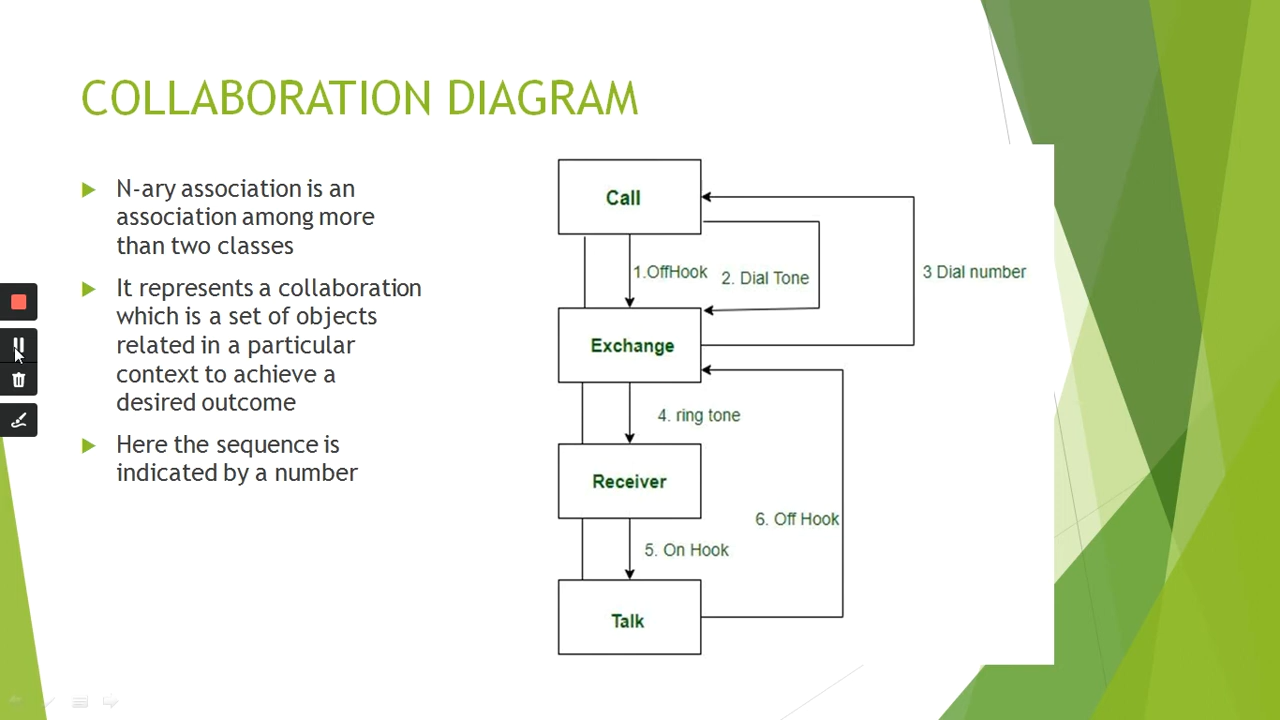 COLLABORATION DIAGRAM
N-ary association is an
association among more
than two classes
It represents a collaboration
which is a set of objects
related in a particular
context to achieve a
desired outcome
Here the sequence is
indicated by a number
Call
1.OffHook
2. Dial Tone
3 Dial number
Exchange
4. ring tone
Receiver
6. Off Hook
5. On Hook
Talk